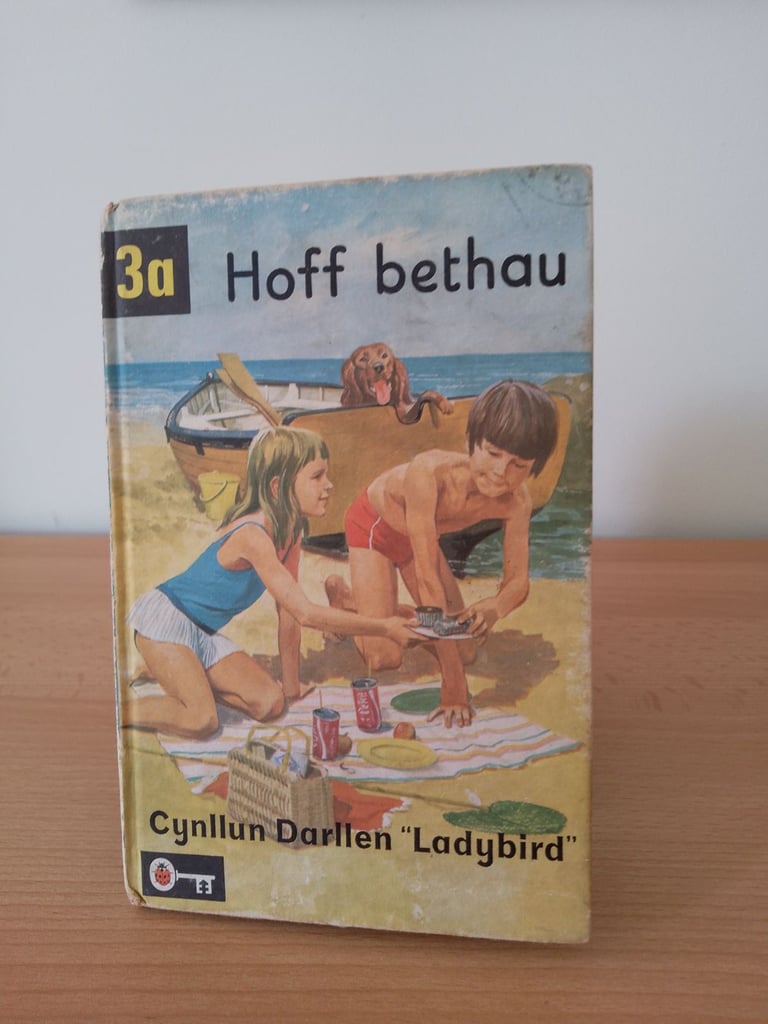 3a
Hoff bethau
Cynllun Darllen "Ladybird"